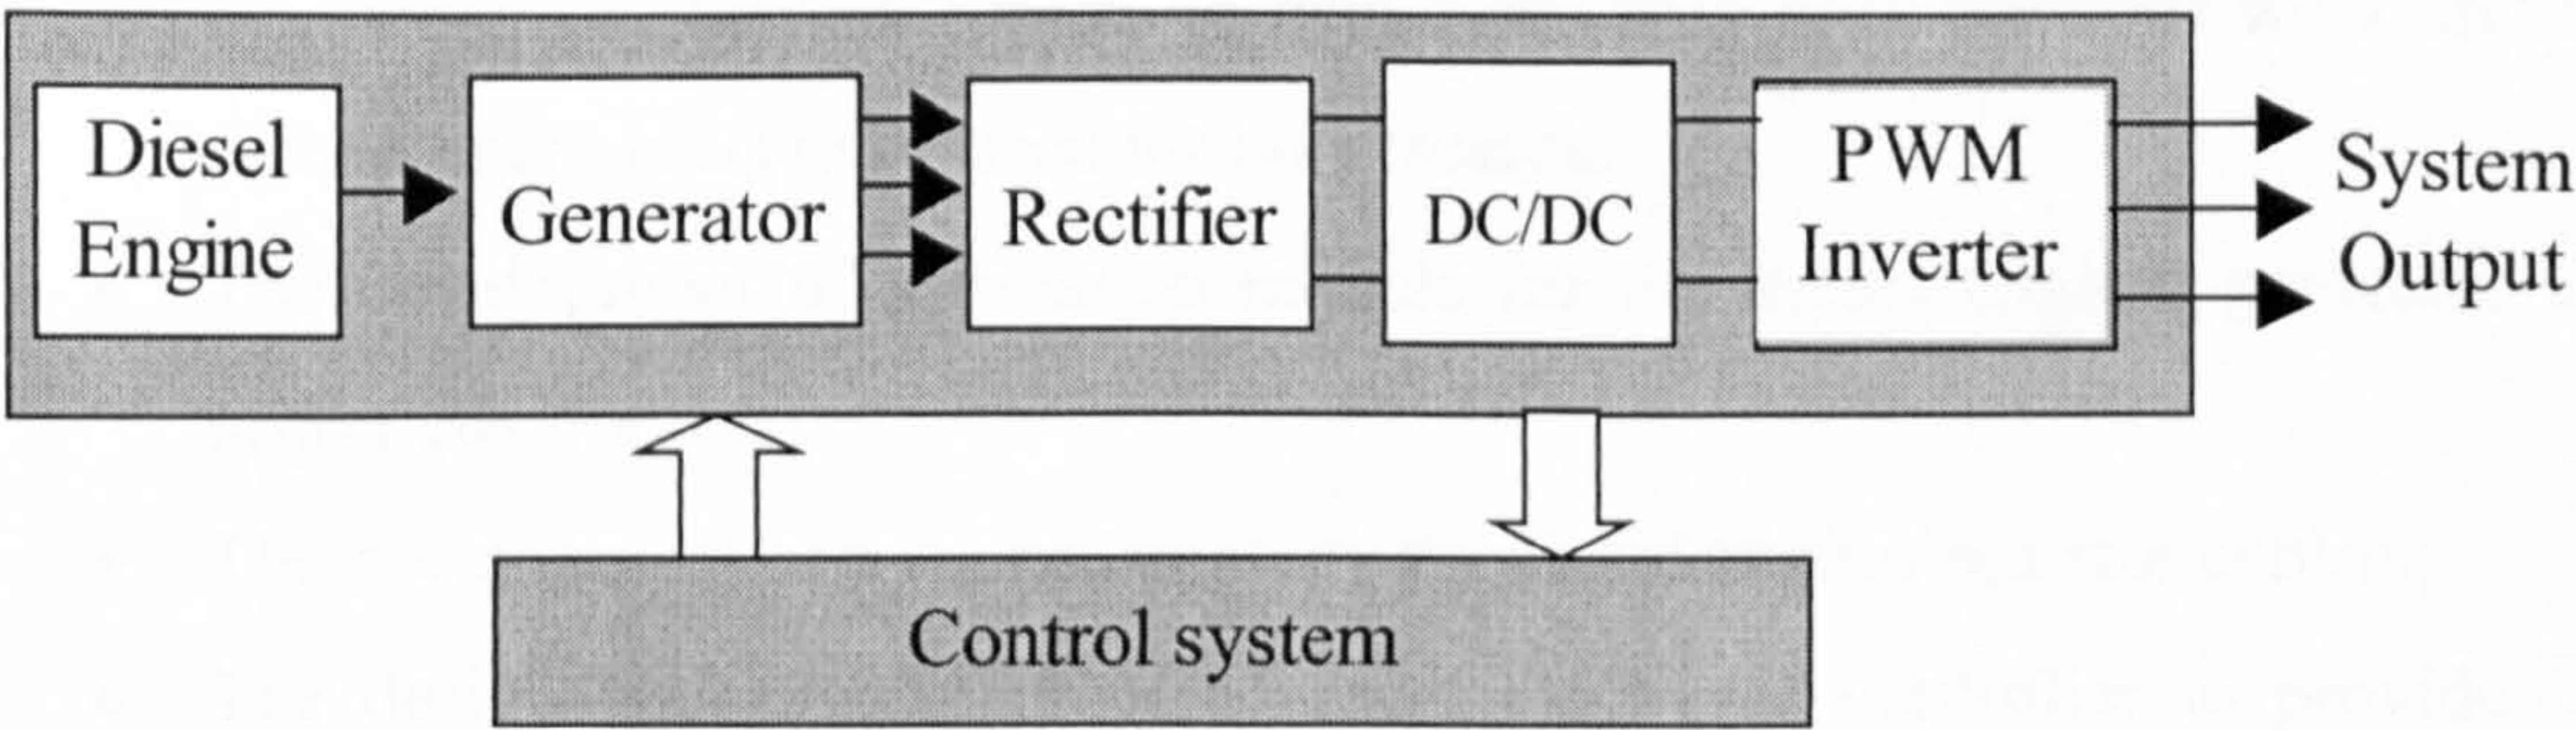 Diesel
Engine
Generator
Rectifier
DC/DC
PWM
Inverter
System
Output
Control system